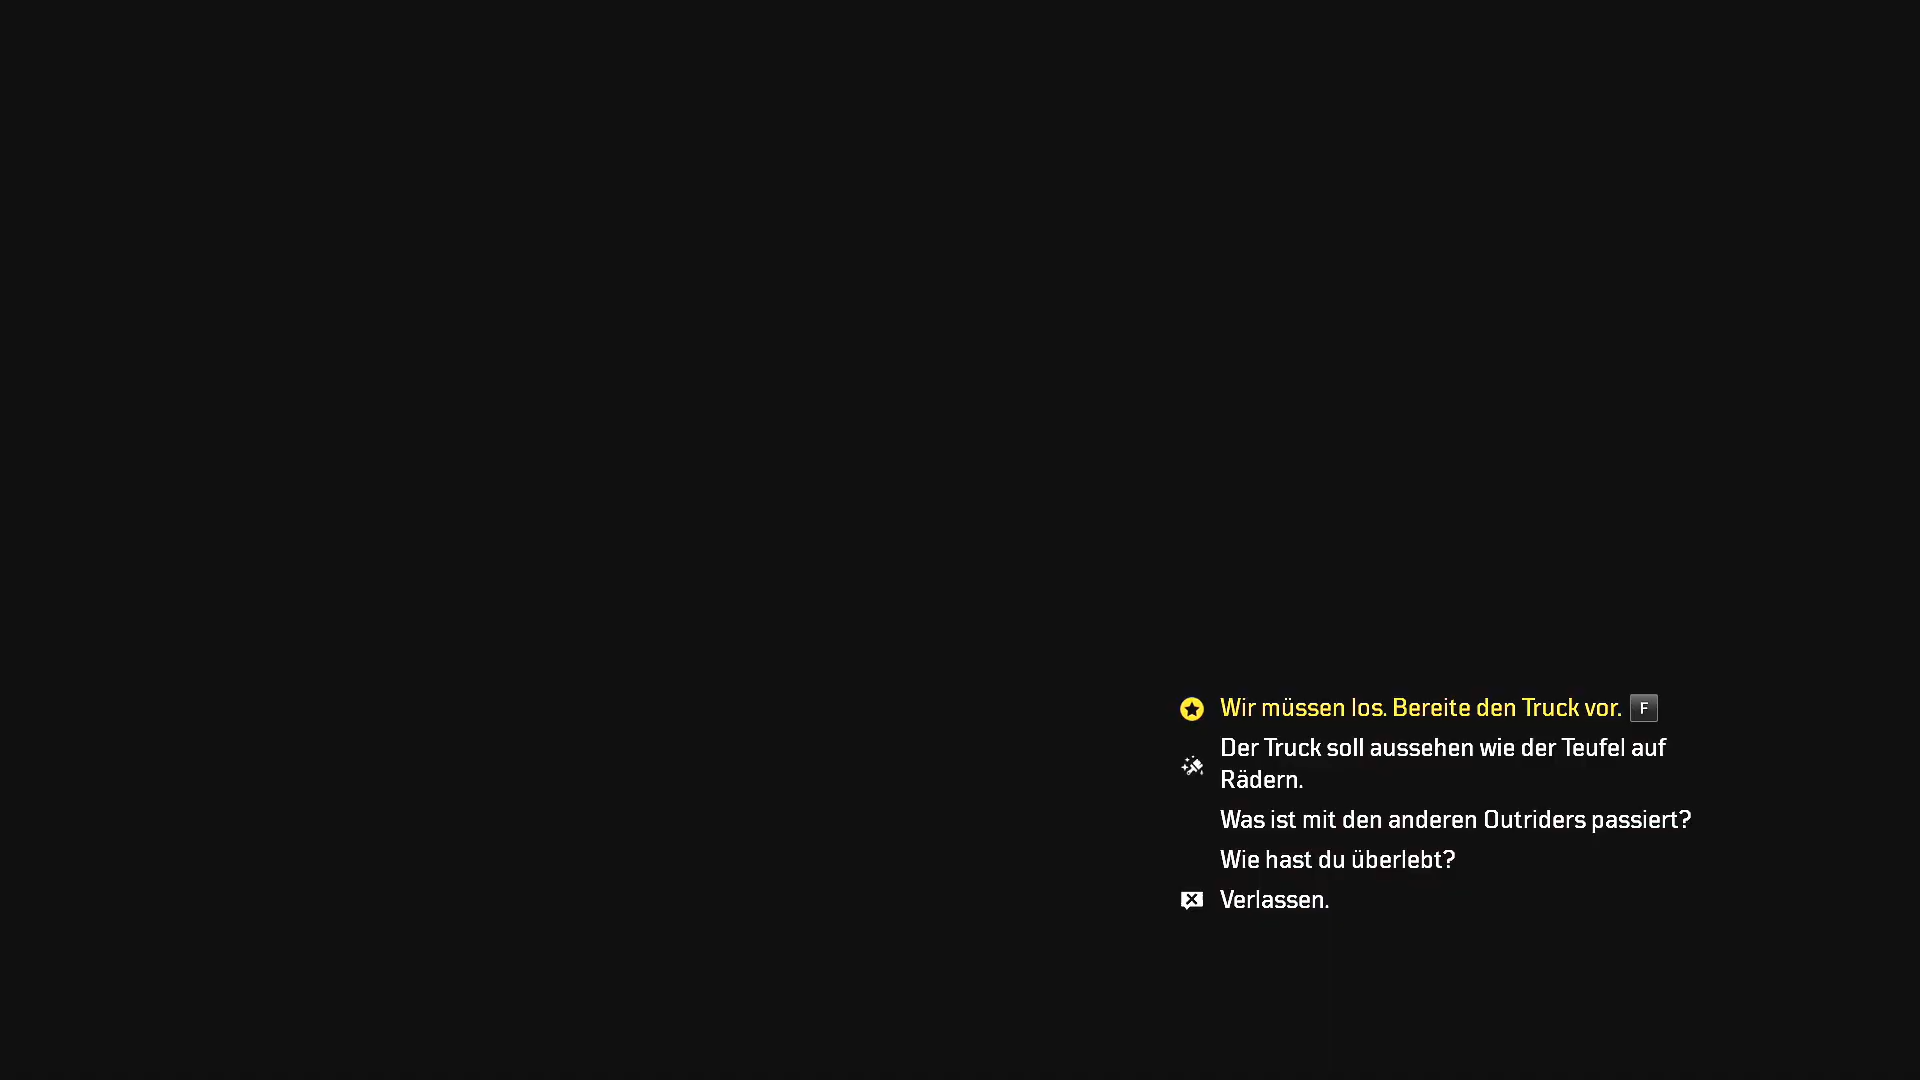 Wir müssen los. Bereite den Truck vor. F
Der Truck soll aussehen wie der Teufel auf
Rädern.
Was ist mit den anderen Outriders passiert?
Wie hast du überlebt?
Verlassen.